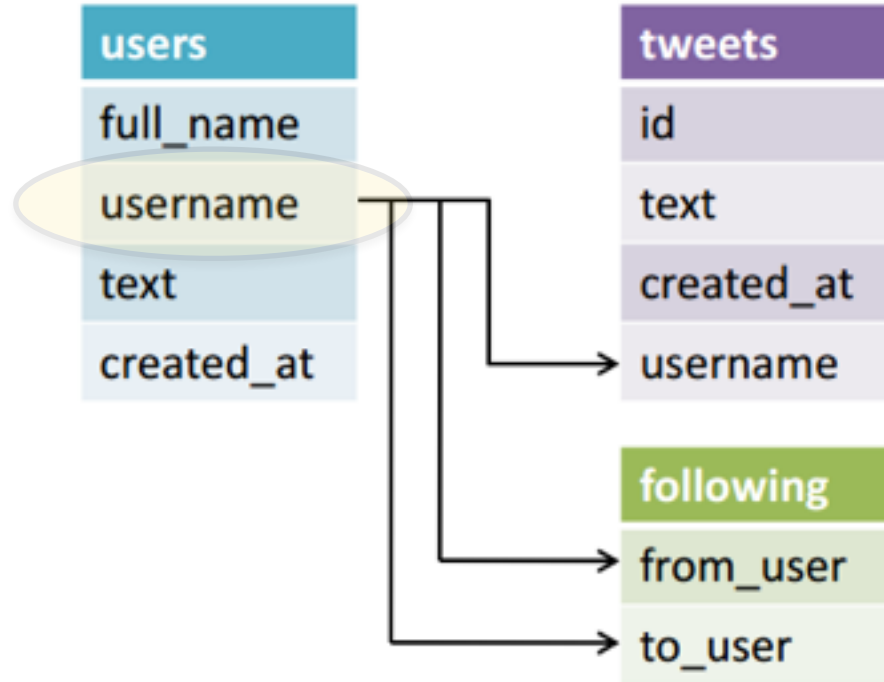 users
full_name
username
text
created_at
tweets
id
text
created_at
username
following
from_user
to_user